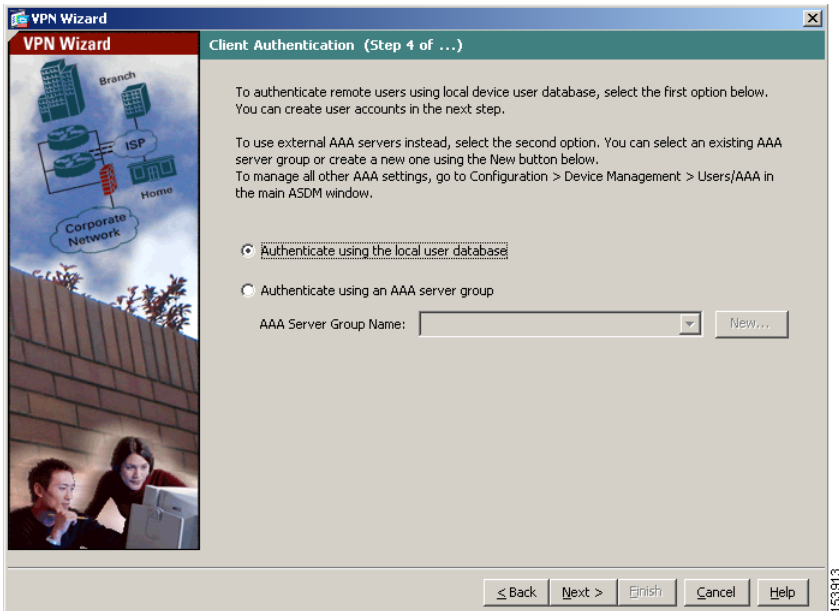 VPN Wizard
VPN Wizard
Client Authentication (Step 4 of ...)
Branch
ISP
Home
Corporate
Network
To authenticate remote users using local device user database, select the first option below.
You can create user accounts in the next step.
To use external AAA servers instead, select the second option. You can select an existing AAA
server group or create a new one using the New button below.
To manage all other AAA settings, go to Configuration > Device Management > Users/AAA in
the main ASDM window.
Authenticate using the local user database
Authenticate using an AAA server group
AAA Server Group Name:
New...
< Back
Next >
Finish
Cancel
Help
53913